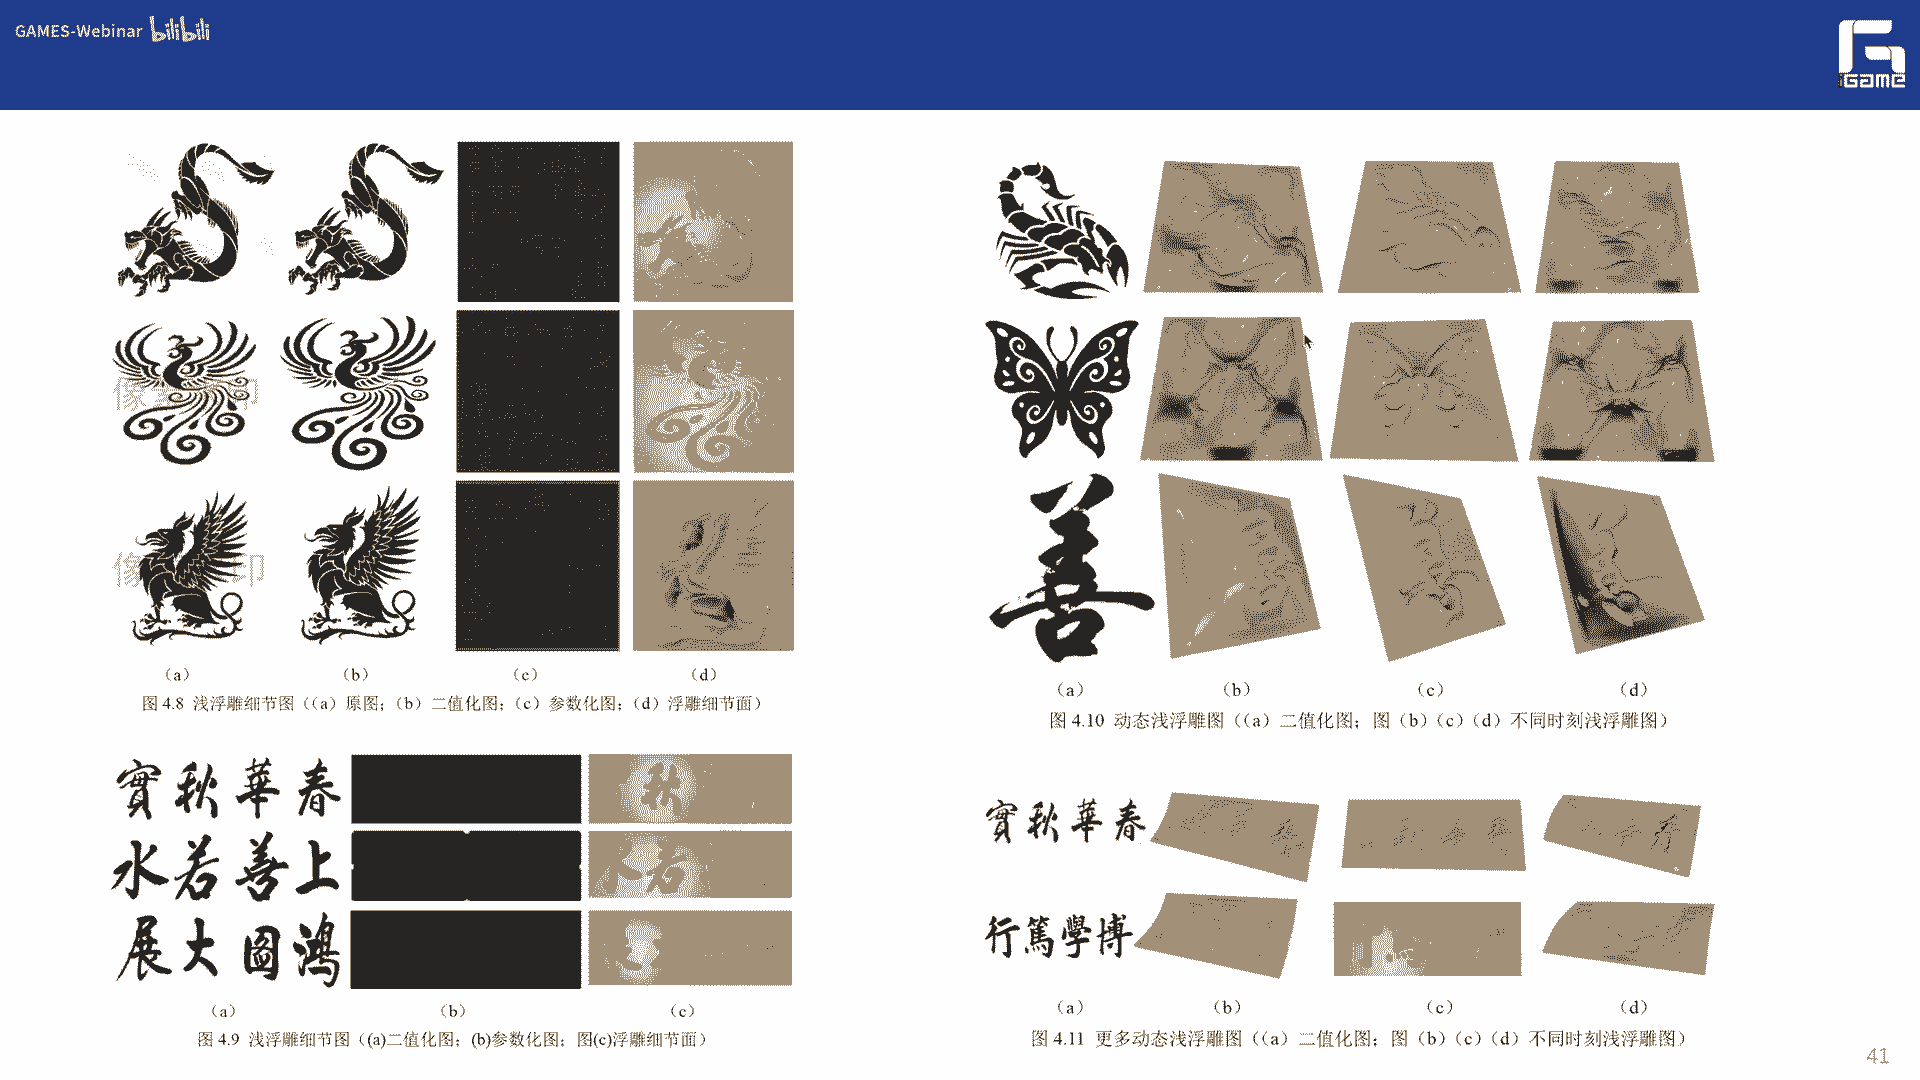 GAMES-Webinar bilibili
iGame
(a) (b) (c) (d)
图 4.8 浅浮雕细节图((a)原图;(b)二值化图;(c)参数化图;(d)浮雕细节面)
實秋華春
水若善上
展大圖鴻
(a) (b) (c)
图 4.9 浅浮雕细节图((a)二值化图;(b)参数化图;图(c)浮雕细节面)
善
(a) (b) (c) (d)
图 4.10 动态浅浮雕图((a)二值化图;图(b)(c)(d)不同时刻浅浮雕图)
實秋華春
行篤學博
(a) (b) (c) (d)
图 4.11 更多动态浅浮雕图((a)二值化图;图(b)(c)(d)不同时刻浅浮雕图)
41